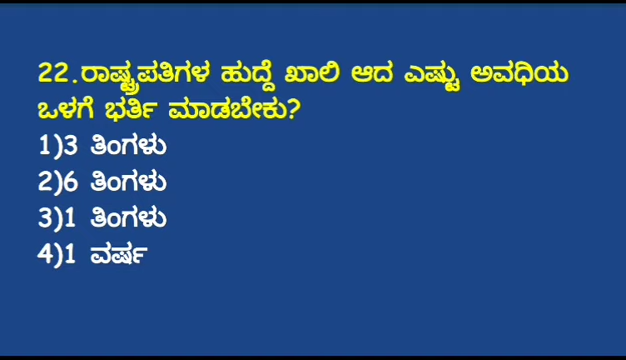 22.ರಾಷ್ಟ್ರಪತಿಗಳ ಹುದ್ದೆ ಖಾಲಿ ಆದ ಎಷ್ಟು ಅವಧಿಯ
ಒಳಗೆ ಭರ್ತಿ ಮಾಡಬೇಕು?
1)3 ತಿಂಗಳು
2)6 ತಿಂಗಳು
3)1 ತಿಂಗಳು
4)1 ವರ್ಷ